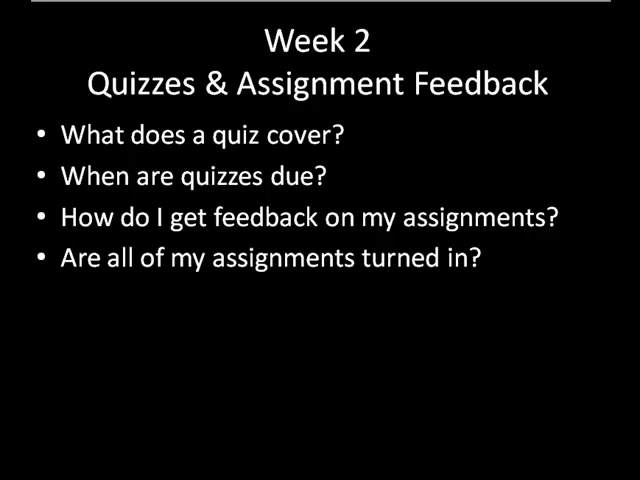 Week 2
Quizzes & Assignment Feedback
• What does a quiz cover?
• When are quizzes due?
• How do I get feedback on my assignments?
• Are all of my assignments turned in?